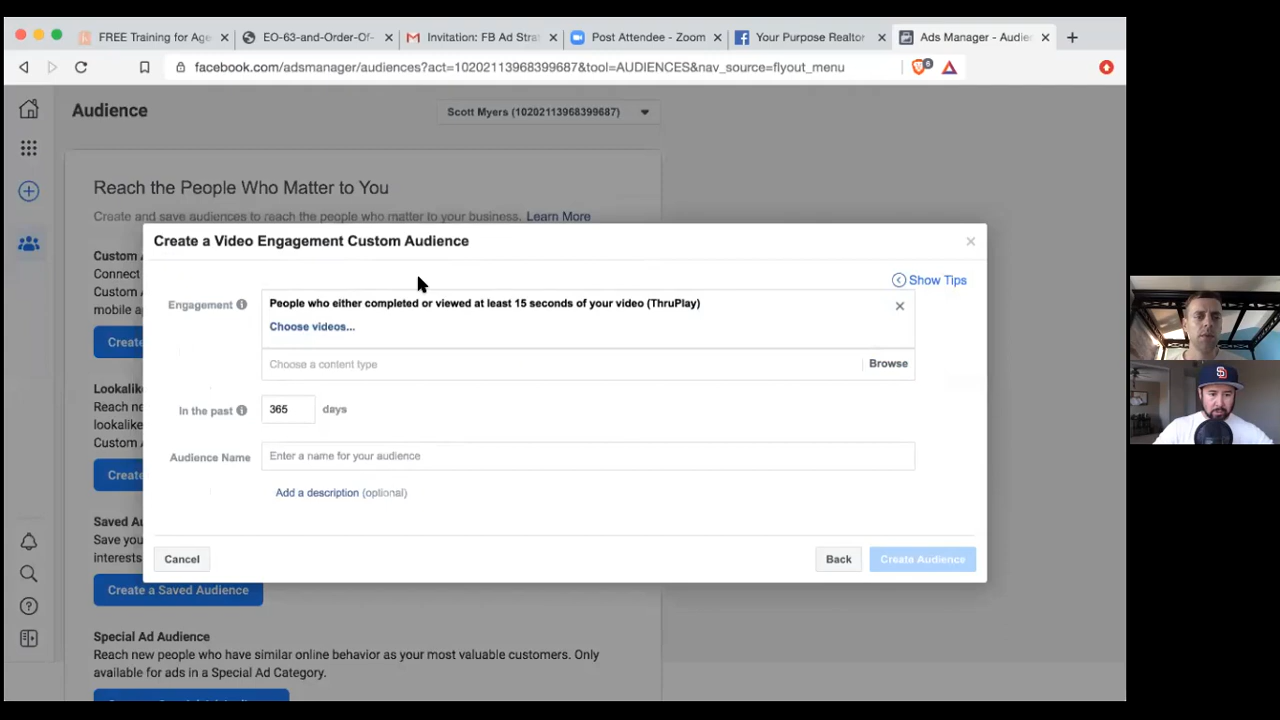 FREE Training for Age
EO-63-and-Order-Of-
Invitation: FB Ad Stra
Post Attendee - Zoom
Your Purpose Realtor
Ads Manager - Audie
facebook.com/adsmanager/audiences?act=10202113968399687&tool=AUDIENCES&nav_source=flyout_menu
6
Audience
Scott Myers (10202113968399687)
Reach the People Who Matter to You
Create and save audiences to reach the people who matter to your business. Learn More
Custom A
Connect
Custom A
mobile ap
Create
Lookalik
Reach nev
lookalike
Custom A
Create
Saved Au
Save you
interests
Create a Saved Audience
Special Ad Audience
Reach new people who have similar online behavior as your most valuable customers. Only
available for ads in a Special Ad Category.
Create a Video Engagement Custom Audience
Show Tips
Engagement
People who either completed or viewed at least 15 seconds of your video (ThruPlay)
Choose videos...
Choose a content type
Browse
In the past
365
days
Audience Name
Enter a name for your audience
Add a description (optional)
Cancel
Back
Create Audience